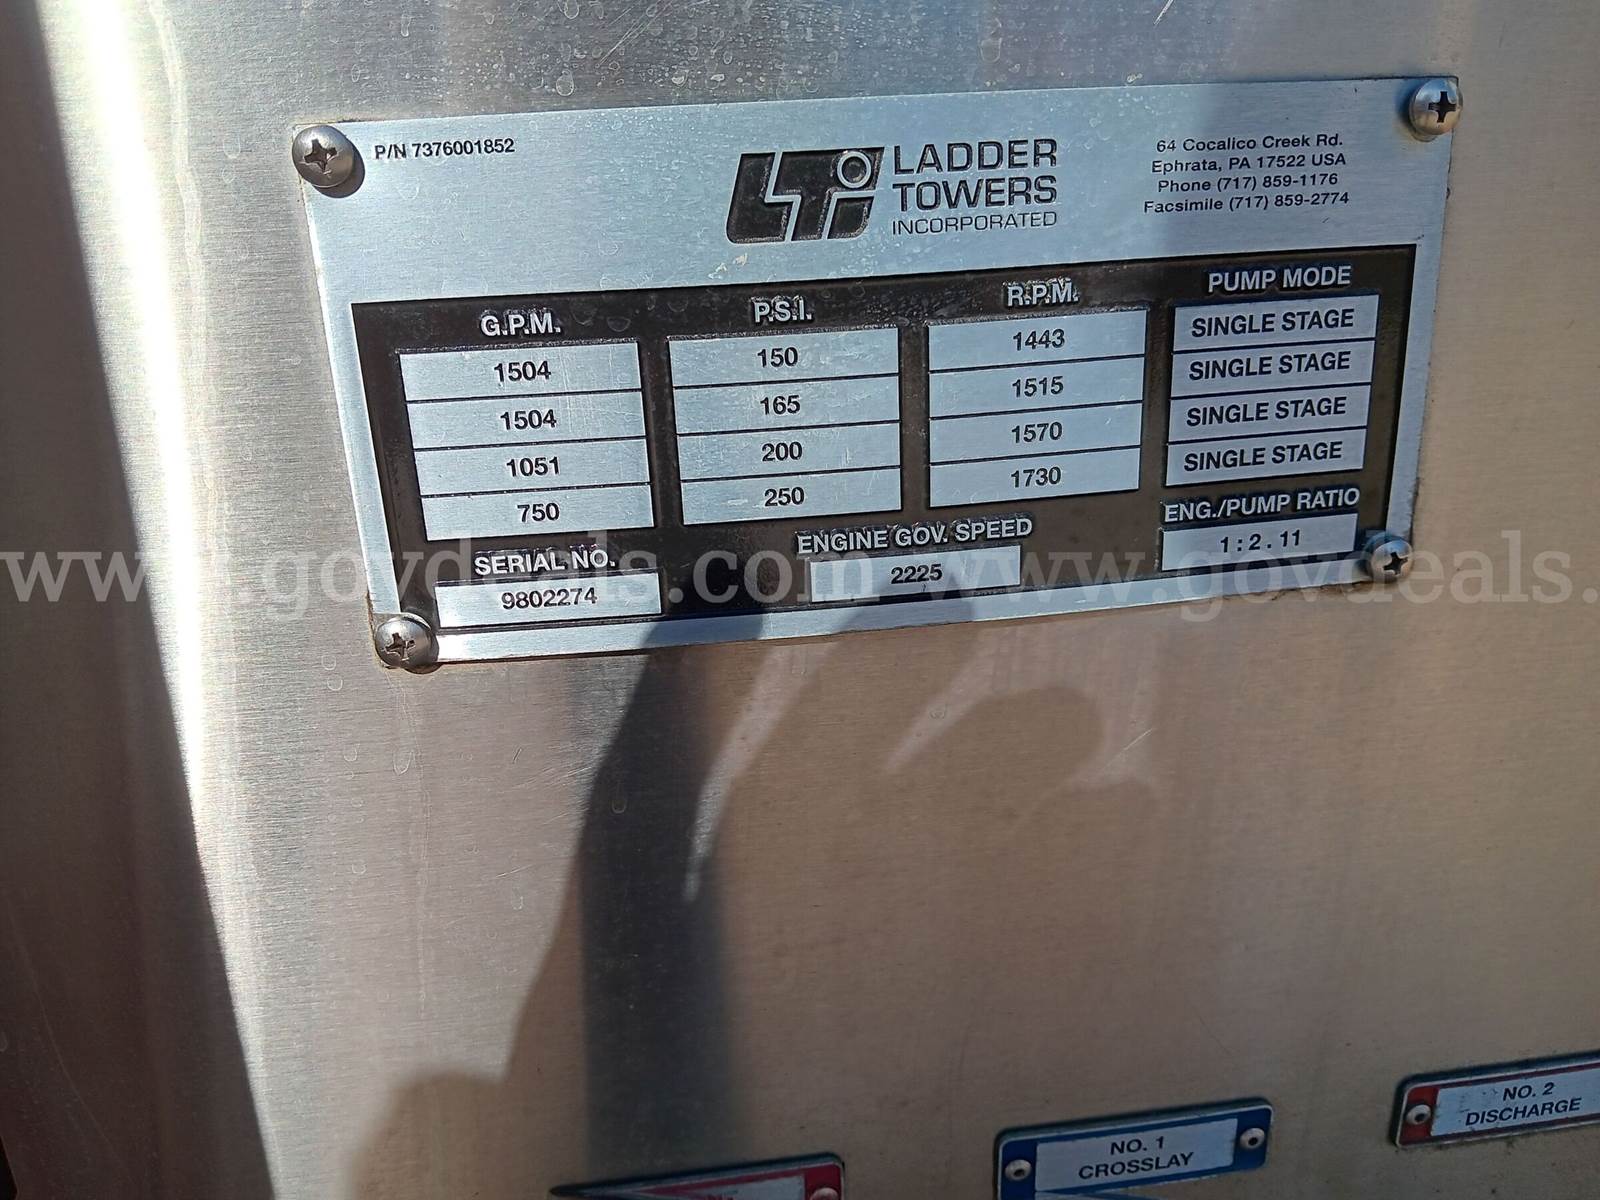 P/N 7376001852
LTi LADDER
TOWERS
INCORPORATED
64 Cocalico Creek Rd.
Ephrata, PA 17522 USA
Phone (717) 859-1176
Facsimile (717) 859-2774
G.P.M. P.S.I. R.P.M. PUMP MODE
1504 150 1443 SINGLE STAGE
1504 165 1515 SINGLE STAGE
1051 200 1570 SINGLE STAGE
750 250 1730 SINGLE STAGE
SERIAL NO. ENGINE GOV. SPEED ENG./PUMP RATIO
9802274 2225 1:2.11
www.govdeals.com www.govdeals.
NO. 2
DISCHARGE
NO. 1
CROSSLAY